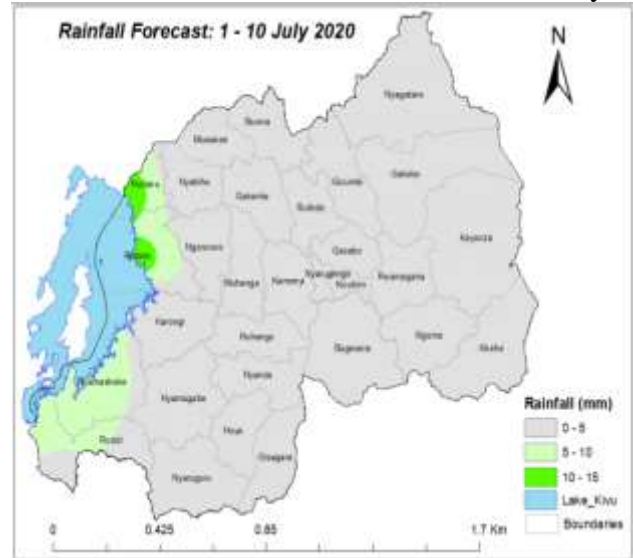 Rainfall Forecast: 1 - 10 July 2020
N
Nyagatare
Burera
Musanze
Rubavu
Nyabihu
Gakenke
Gicumbi
Gatsibo
Rulindo
Rutsiro
Ngororero
Gasabo
Kayonza
Muhanga
Kamonyi
Nyarugenge
Rwamagana
Karongi
Ruhango
Bugesera
Ngoma
Nyamasheke
Nyanza
Nyamagabe
Huye
Rusizi
Gisagara
Nyaruguru
Rainfall (mm)
0 - 5
5 - 10
10 - 15
Lake_Kivu
Boundaries
0
0.425
0.85
1.7 Km